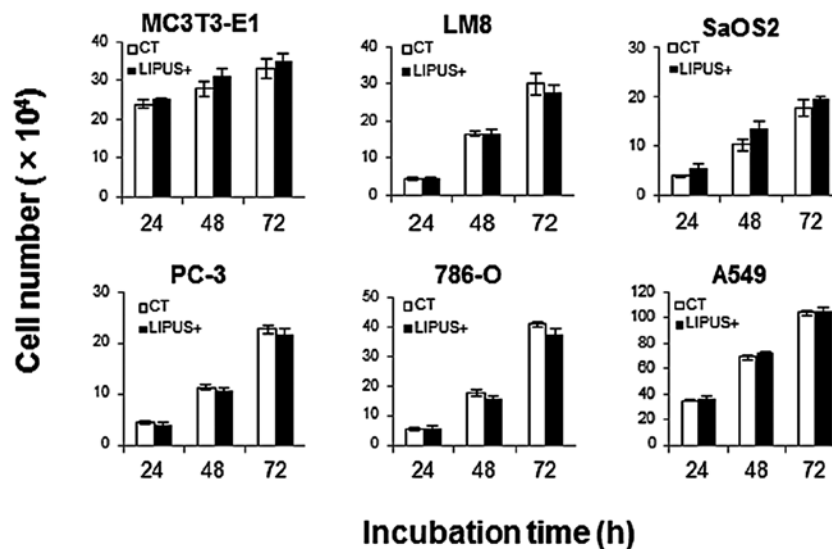 MC3T3-E1
LM8
SaOS2
40
30
20
10
0
CT
LIPUS+
24 48 72
40
30
20
10
0
CT
LIPUS+
24 48 72
30
20
10
0
CT
LIPUS+
24 48 72
PC-3
786-O
A549
30
20
10
0
CT
LIPUS+
24 48 72
50
40
30
20
10
0
CT
LIPUS+
24 48 72
120
100
80
60
40
20
0
CT
LIPUS+
24 48 72
Cell number ( × 10⁴)
Incubation time (h)